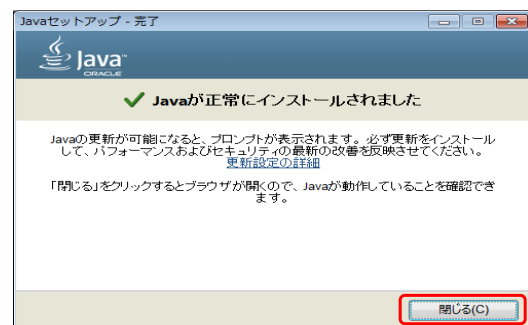 Javaセットアップ - 完了
Java™
ORACLE
Javaが正常にインストールされました
Javaの更新が可能になると、プロンプトが表示されます。必ず更新をインストール
して、パフォーマンスおよびセキュリティの最新の改善を反映させてください。
更新設定の詳細
「閉じる」をクリックするとブラウザが開くので、Javaが動作していることを確認でき
ます。
閉じる(C)